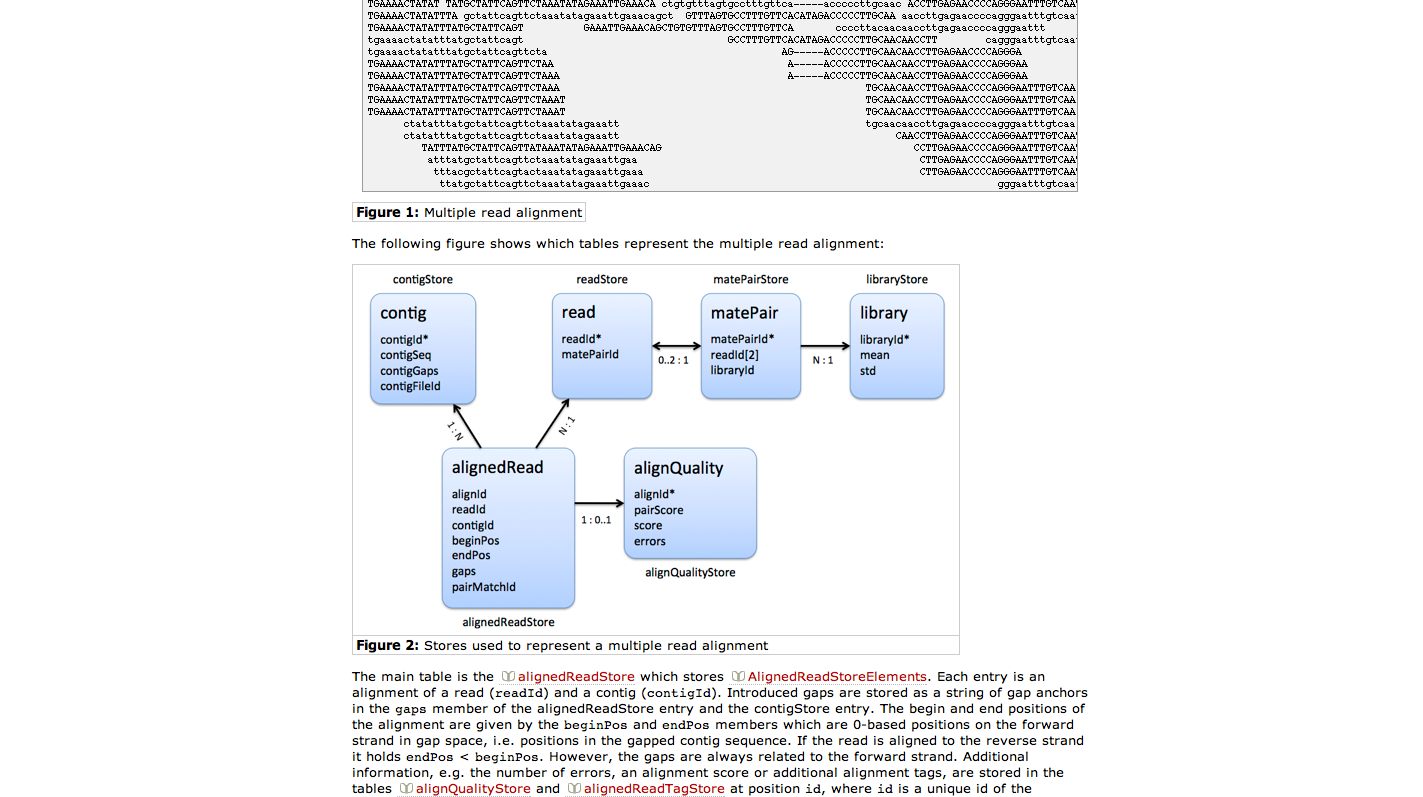 TGAAAACTATAT TATGCTATTCAGTTCTAAATATAGAAATTGAAACA ctgtgtttagtgcctttgttca-----acccccttgcaac ACCTTGAGAACCCCAGGGAATTTGTCAA
TGAAAACTATATTTA gctattcagttctaaatatagaaattgaaacagct GTTTAGTGCCTTTGTTCACATAGACCCCCTTGCAA aaccttgagaaccccagggaatttgtcaa
TGAAAACTATATTTATGCTATTCAGT GAAATTGAAACAGCTGTGTTTAGTGCCTTTGTTCA cccccttacaacaaccttgagaaccccagggaattt
tgaaaactatatttatgctattcagt GCCTTTGTTCACATAGACCCCCTTGCAACAACCTT cagggaatttgtcaa
tgaaaactatatttatgctattcagttcta AG-----ACCCCCTTGCAACAACCTTGAGAACCCCAGGGA
TGAAAACTATATTTATGCTATTCAGTTCTAA A-----ACCCCCTTGCAACAACCTTGAGAACCCCAGGGAA
TGAAAACTATATTTATGCTATTCAGTTCTAAA A-----ACCCCCTTGCAACAACCTTGAGAACCCCAGGGAA
TGAAAACTATATTTATGCTATTCAGTTCTAAA TGCAACAACCTTGAGAACCCCAGGGAATTTGTCAA
TGAAAACTATATTTATGCTATTCAGTTCTAAAT TGCAACAACCTTGAGAACCCCAGGGAATTTGTCAA
TGAAAACTATATTTATGCTATTCAGTTCTAAAT TGCAACAACCTTGAGAACCCCAGGGAATTTGTCAA
ctatatttatgctattcagttctaaatatagaaatt tgcaacaaccttgagaaccccagggaatttgtcaa
ctatatttatgctattcagttctaaatatagaaatt CAACCTTGAGAACCCCAGGGAATTTGTCAA
TATTTATGCTATTCAGTTATAAATATAGAAATTGAAACAG CCTTGAGAACCCCAGGGAATTTGTCAA
atttatgctattcagttctaaatatagaaattgaa CTTGAGAACCCCAGGGAATTTGTCAA
tttacgctattcagtactaaatatagaaattgaaa CTTGAGAACCCCAGGGAATTTGTCAA
ttatgctattcagttctaaatatagaaattgaaac gggaatttgtcaa
Figure 1: Multiple read alignment
The following figure shows which tables represent the multiple read alignment:
contigStore
readStore
matePairStore
libraryStore
contig
contigId*
contigSeq
contigGaps
contigFileId
read
readId*
matePairId
0..2 : 1
matePair
matePairId*
readId[2]
libraryId
N : 1
library
libraryId*
mean
std
1 : N
N : 1
alignedRead
alignId
readId
contigId
beginPos
endPos
gaps
pairMatchId
1 : 0..1
alignQuality
alignId*
pairScore
score
errors
alignQualityStore
alignedReadStore
Figure 2: Stores used to represent a multiple read alignment
The main table is the alignedReadStore which stores AlignedReadStoreElements. Each entry is an
alignment of a read (readId) and a contig (contigId). Introduced gaps are stored as a string of gap anchors
in the gaps member of the alignedReadStore entry and the contigStore entry. The begin and end positions of
the alignment are given by the beginPos and endPos members which are 0-based positions on the forward
strand in gap space, i.e. positions in the gapped contig sequence. If the read is aligned to the reverse strand
it holds endPos < beginPos. However, the gaps are always related to the forward strand. Additional
information, e.g. the number of errors, an alignment score or additional alignment tags, are stored in the
tables alignQualityStore and alignedReadTagStore at position id, where id is a unique id of the